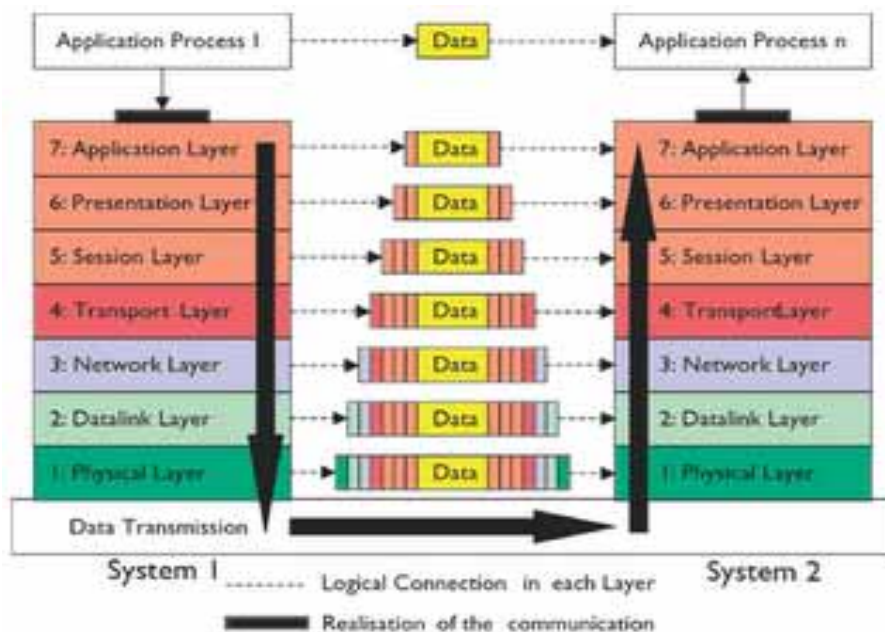 Application Process 1
Data
Application Process n
7: Application Layer
Data
7: Application Layer
6: Presentation Layer
Data
6: Presentation Layer
5: Session Layer
Data
5: Session Layer
4: Transport Layer
Data
4: TransportLayer
3: Network Layer
Data
3: Network Layer
2: Datalink Layer
Data
2: Datalink Layer
1: Physical Layer
Data
1: Physical Layer
Data Transmission
System 1
System 2
Logical Connection in each Layer
Realisation of the communication